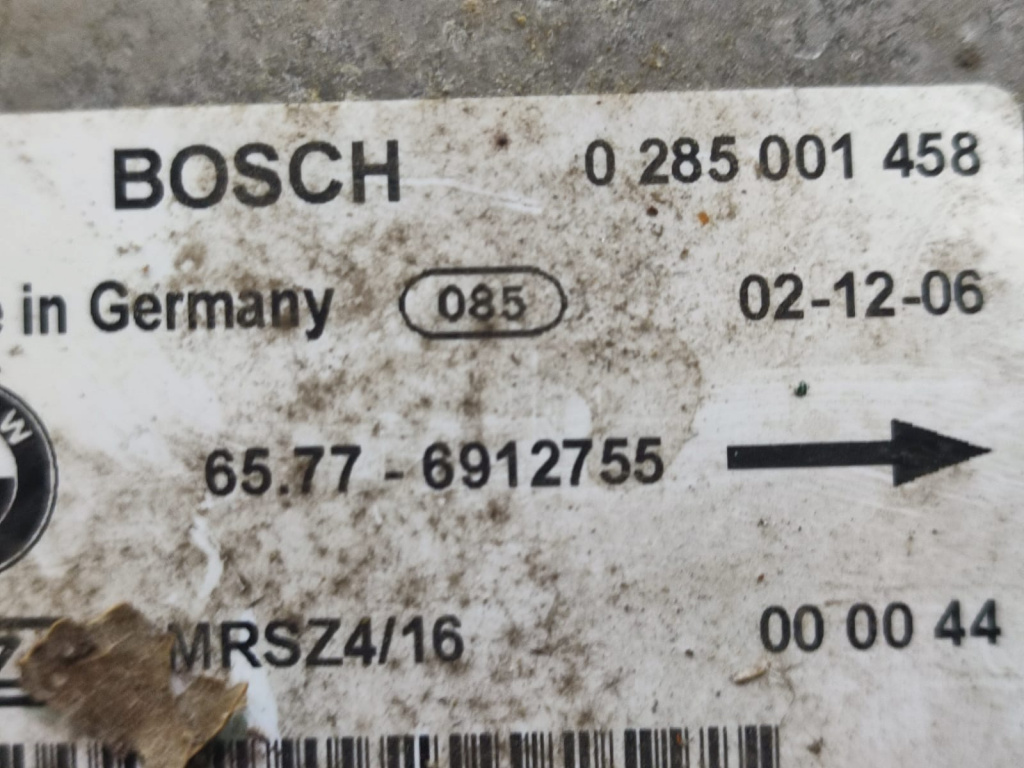 BOSCH 0 285 001 458
e in Germany 085 02-12-06
W
65.77 - 6912755
MRSZ4/16 00 00 44